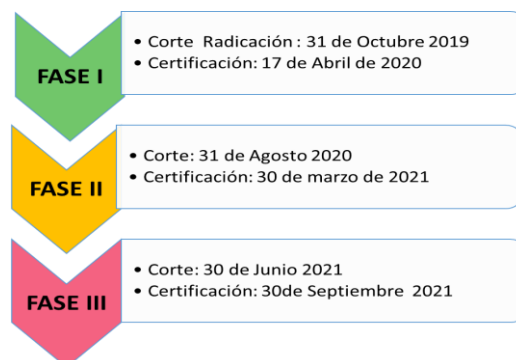 FASE I
• Corte Radicación : 31 de Octubre 2019
• Certificación: 17 de Abril de 2020
FASE II
• Corte: 31 de Agosto 2020
• Certificación: 30 de marzo de 2021
FASE III
• Corte: 30 de Junio 2021
• Certificación: 30de Septiembre 2021